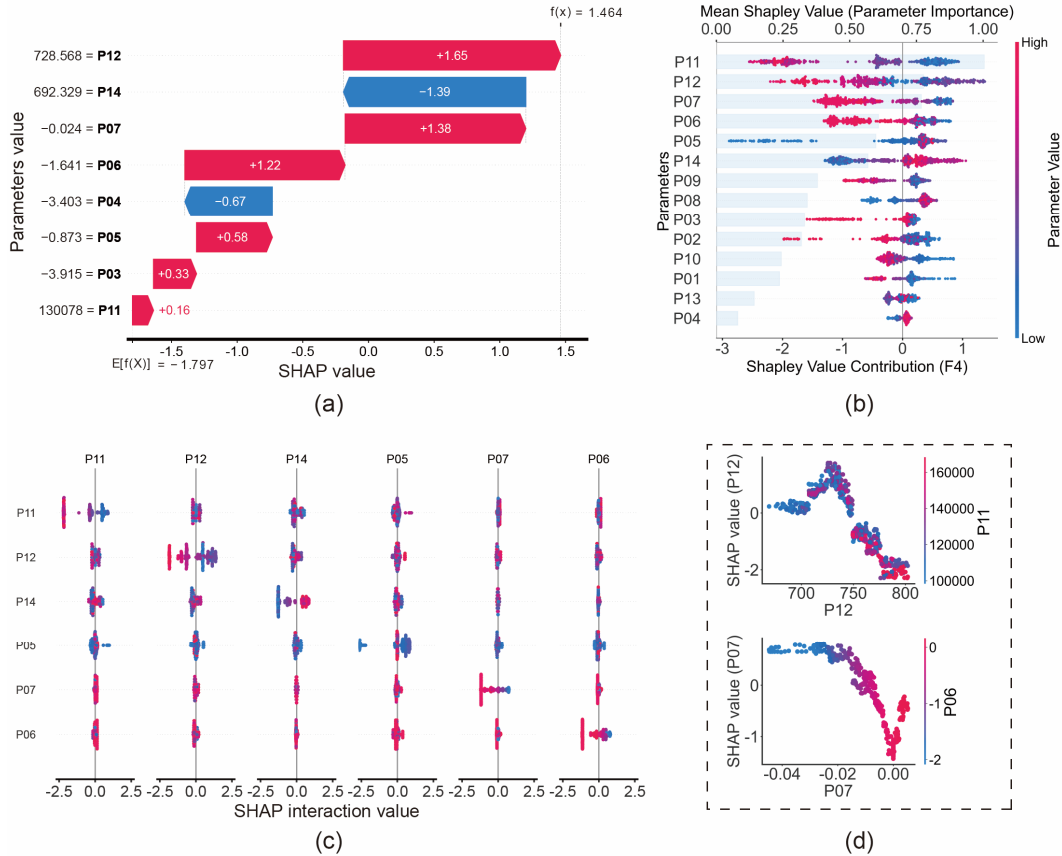 f(x) = 1.464
728.568 = P12
+1.65
692.329 = P14
−1.39
−0.024 = P07
+1.38
−1.641 = P06
+1.22
−3.403 = P04
−0.67
−0.873 = P05
+0.58
−3.915 = P03
+0.33
130078 = P11
+0.16
Parameters value
-1.5 -1.0 -0.5 0.0 0.5 1.0 1.5
E[f(X)] = −1.797
SHAP value
(a)
Mean Shapley Value (Parameter Importance)
0.00 0.25 0.50 0.75 1.00
High
P11
P12
P07
P06
P05
P14
P09
P08
P03
P02
P10
P01
P13
P04
Parameters
Parameter Value
Low
-3 -2 -1 0 1
Shapley Value Contribution (F4)
(b)
P11 P12 P14 P05 P07 P06
P11
P12
P14
P05
P07
P06
-2.5 0.0 2.5 -2.5 0.0 2.5 -2.5 0.0 2.5 -2.5 0.0 2.5 -2.5 0.0 2.5 -2.5 0.0 2.5
SHAP interaction value
(c)
SHAP value (P12)
0
-2
700 750 800
P12
160000
140000
120000
100000
P11
SHAP value (P07)
0
-1
-0.04 -0.02 0.00
P07
0
-1
-2
P06
(d)